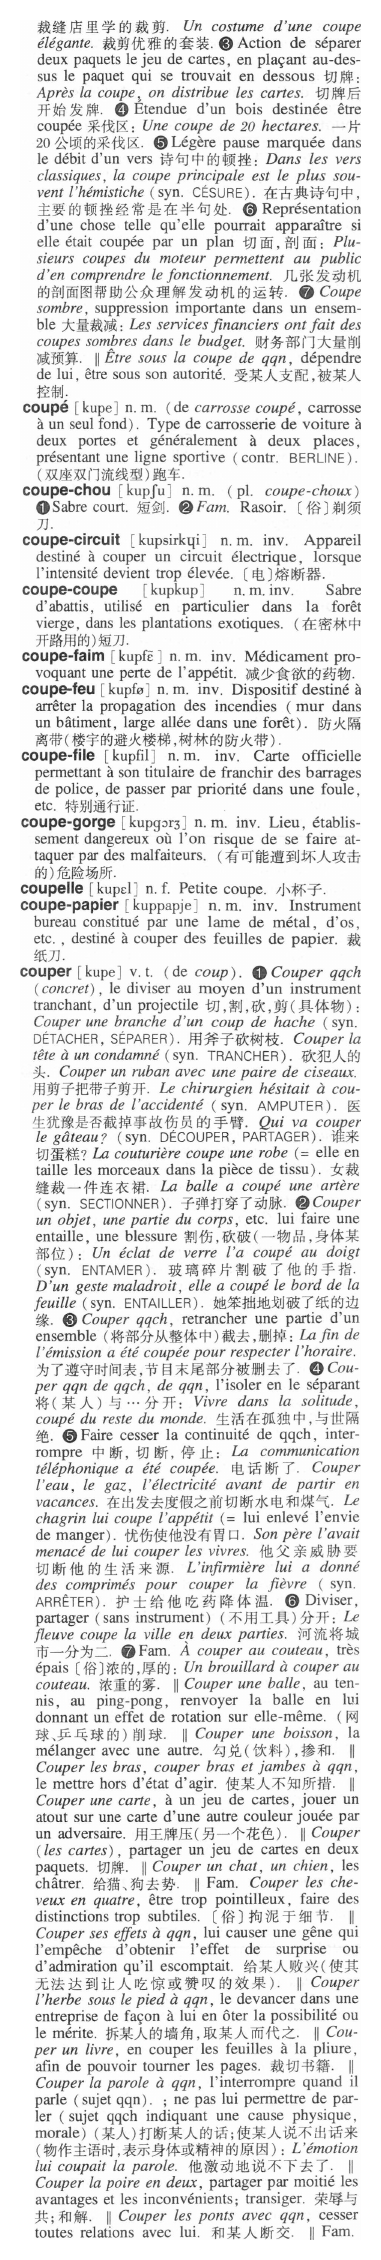 裁缝店里学的裁剪. Un costume d'une coupe
élégante. 裁剪优雅的套装. ❸ Action de séparer
deux paquets le jeu de cartes, en plaçant au-des-
sus le paquet qui se trouvait en dessous 切牌:
Après la coupe, on distribue les cartes. 切牌后
开始发牌. ❹ Étendue d'un bois destinée être
coupée 采伐区: Une coupe de 20 hectares. 一片
20公顷的采伐区. ❺ Légère pause marquée dans
le débit d'un vers 诗句中的顿挫: Dans les vers
classiques, la coupe principale est le plus sou-
vent l'hémistiche (syn. CÉSURE). 在古典诗句中,
主要的顿挫经常是在半句处. ❻ Représentation
d'une chose telle qu'elle pourrait apparaître si
elle était coupée par un plan 切面,剖面: Plu-
sieurs coupes du moteur permettent au public
d'en comprendre le fonctionnement. 几张发动机
的剖面图帮助公众理解发动机的运转. ❼ Coupe
sombre, suppression importante dans un ensem-
ble 大量裁减: Les services financiers ont fait des
coupes sombres dans le budget. 财务部门大量削
减预算. ‖ Être sous la coupe de qqn, dépendre
de lui, être sous son autorité. 受某人支配,被某人
控制.
coupé [kupe] n. m. (de carrosse coupé, carrosse
à un seul fond). Type de carrosserie de voiture à
deux portes et généralement à deux places,
présentant une ligne sportive (contr. BERLINE).
(双座双门流线型)跑车.
coupe-chou [kupʃu] n. m. (pl. coupe-choux)
❶ Sabre court. 短剑. ❷ Fam. Rasoir. 〔俗〕剃须
刀.
coupe-circuit [kupsirkɥi] n. m. inv. Appareil
destiné à couper un circuit électrique, lorsque
l'intensité devient trop élevée. 〔电〕熔断器.
coupe-coupe [kupkup] n. m. inv. Sabre
d'abattis, utilisé en particulier dans la forêt
vierge, dans les plantations exotiques. (在密林中
开路用的)短刀.
coupe-faim [kupfɛ̃] n. m. inv. Médicament pro-
voquant une perte de l'appétit. 减少食欲的药物.
coupe-feu [kupfø] n. m. inv. Dispositif destiné à
arrêter la propagation des incendies (mur dans
un bâtiment, large allée dans une forêt). 防火隔
离带(楼宇的避火楼梯,树林的防火带).
coupe-file [kupfil] n. m. inv. Carte officielle
permettant à son titulaire de franchir des barrages
de police, de passer par priorité dans une foule,
etc. 特别通行证.
coupe-gorge [kupgɔrʒ] n. m. inv. Lieu, établis-
sement dangereux où l'on risque de se faire at-
taquer par des malfaiteurs. (有可能遭到坏人攻击
的)危险场所.
coupelle [kupɛl] n. f. Petite coupe. 小杯子.
coupe-papier [kuppapje] n. m. inv. Instrument
bureau constitué par une lame de métal, d'os,
etc. , destiné à couper des feuilles de papier. 裁
纸刀.
couper [kupe] v. t. (de coup). ❶ Couper qqch
(concret), le diviser au moyen d'un instrument
tranchant, d'un projectile 切,割,砍,剪(具体物):
Couper une branche d'un coup de hache (syn.
DÉTACHER, SÉPARER). 用斧子砍树枝. Couper la
tête à un condamné (syn. TRANCHER). 砍犯人的
头. Couper un ruban avec une paire de ciseaux.
用剪子把带子剪开. Le chirurgien hésitait à cou-
per le bras de l'accidenté (syn. AMPUTER). 医
生犹豫是否截掉事故伤员的手臂. Qui va couper
le gâteau? (syn. DÉCOUPER, PARTAGER). 谁来
切蛋糕? La couturière coupe une robe (= elle en
taille les morceaux dans la pièce de tissu). 女裁
缝裁一件连衣裙. La balle a coupé une artère
(syn. SECTIONNER). 子弹打穿了动脉. ❷ Couper
un objet, une partie du corps, etc. lui faire une
entaille, une blessure 割伤,砍破(一物品,身体某
部位): Un éclat de verre l'a coupé au doigt
(syn. ENTAMER). 玻璃碎片割破了他的手指.
D'un geste maladroit, elle a coupé le bord de la
feuille (syn. ENTAILLER). 她笨拙地划破了纸的边
缘. ❸ Couper qqch, retrancher une partie d'un
ensemble (将部分从整体中)截去,删掉: La fin de
l'émission a été coupée pour respecter l'horaire.
为了遵守时间表,节目末尾部分被删去了. ❹ Cou-
per qqn de qqch, de qqn, l'isoler en le séparant
将(某人)与…分开: Vivre dans la solitude,
coupé du reste du monde. 生活在孤独中,与世隔
绝. ❺ Faire cesser la continuité de qqch, inter-
rompre 中断,切断,停止: La communication
téléphonique a été coupée. 电话断了. Couper
l'eau, le gaz, l'électricité avant de partir en
vacances. 在出发去度假之前切断水电和煤气. Le
chagrin lui coupe l'appétit (= lui enlevé l'envie
de manger). 忧伤使他没有胃口. Son père l'avait
menacé de lui couper les vivres. 他父亲威胁要
切断他的生活来源. L'infirmière lui a donné
des comprimés pour couper la fièvre (syn.
ARRÊTER). 护士给他吃药降体温. ❻ Diviser,
partager (sans instrument) (不用工具)分开: Le
fleuve coupe la ville en deux parties. 河流将城
市一分为二. ❼ Fam. À couper au couteau, très
épais 〔俗〕浓的,厚的: Un brouillard à couper au
couteau. 浓重的雾. ‖ Couper une balle, au ten-
nis, au ping-pong, renvoyer la balle en lui
donnant un effet de rotation sur elle-même. (网
球、乒乓球的)削球. ‖ Couper une boisson, la
mélanger avec une autre. 勾兑(饮料),掺和. ‖
Couper les bras, couper bras et jambes à qqn,
le mettre hors d'état d'agir. 使某人不知所措. ‖
Couper une carte, à un jeu de cartes, jouer un
atout sur une carte d'une autre couleur jouée par
un adversaire. 用王牌压(另一个花色). ‖ Couper
(les cartes), partager un jeu de cartes en deux
paquets. 切牌. ‖ Couper un chat, un chien, les
châtrer. 给猫、狗去势. ‖ Fam. Couper les che-
veux en quatre, être trop pointilleux, faire des
distinctions trop subtiles. 〔俗〕拘泥于细节. ‖
Couper ses effets à qqn, lui causer une gêne qui
l'empêche d'obtenir l'effet de surprise ou
d'admiration qu'il escomptait. 给某人败兴(使其
无法达到让人吃惊或赞叹的效果). ‖ Couper
l'herbe sous le pied à qqn, le devancer dans une
entreprise de façon à lui en ôter la possibilité ou
le mérite. 拆某人的墙角,取某人而代之. ‖ Cou-
per un livre, en couper les feuilles à la pliure,
afin de pouvoir tourner les pages. 裁切书籍. ‖
Couper la parole à qqn, l'interrompre quand il
parle (sujet qqn). ; ne pas lui permettre de par-
ler (sujet qqch indiquant une cause physique,
morale) (某人)打断某人的话;使某人说不出话来
(物作主语时,表示身体或精神的原因): L'émotion
lui coupait la parole. 他激动地说不下去了. ‖
Couper la poire en deux, partager par moitié les
avantages et les inconvénients; transiger. 荣辱与
共;和解. ‖ Couper les ponts avec qqn, cesser
toutes relations avec lui. 和某人断交. ‖ Fam.